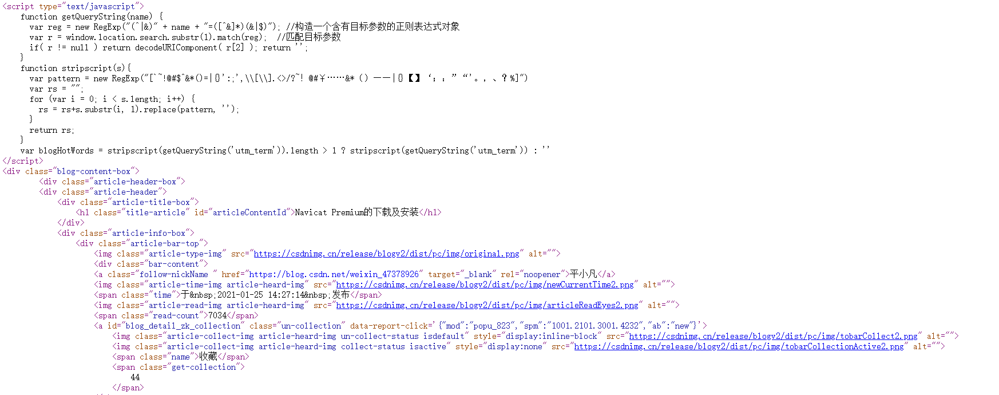 <script type="text/javascript">
    function getQueryString(name) {
      var reg = new RegExp("(^|&)" + name + "=([^&]*)(&|$)"); //构造一个含有目标参数的正则表达式对象
      var r = window.location.search.substr(1).match(reg);  //匹配目标参数
      if( r != null ) return decodeURIComponent( r[2] ); return '';
    }
    function stripscript(s){
      var pattern = new RegExp("[`~!@#$^&*()=|{}':;',\\[\\].<>/?~！@#￥……&*（）——|{}【】‘；：”“'。，、？%]")
      var rs = "";
      for (var i = 0; i < s.length; i++) {
        rs = rs+s.substr(i, 1).replace(pattern, '');
      }
      return rs;
    }
    var blogHotWords = stripscript(getQueryString('utm_term')).length > 1 ? stripscript(getQueryString('utm_term')) : ''
</script>
<div class="blog-content-box">
        <div class="article-header-box">
        <div class="article-header">
            <div class="article-title-box">
                <h1 class="title-article" id="articleContentId">Navicat Premium的下载及安装</h1>
            </div>
            <div class="article-info-box">
                <div class="article-bar-top">
                    <img class="article-type-img" src="https://csdnimg.cn/release/blogv2/dist/pc/img/original.png" alt="">
                    <div class="bar-content">
                    <a class="follow-nickName " href="https://blog.csdn.net/weixin_47378926" target="_blank" rel="noopener">平小凡</a>
                    <img class="article-time-img article-heard-img" src="https://csdnimg.cn/release/blogv2/dist/pc/img/newCurrentTime2.png" alt="">
                    <span class="time">于&nbsp;2021-01-25 14:27:14&nbsp;发布</span>
                    <img class="article-read-img article-heard-img" src="https://csdnimg.cn/release/blogv2/dist/pc/img/articleReadEyes2.png" alt="">
                    <span class="read-count">7034</span>
                    <a id="blog_detail_zk_collection" class="un-collection" data-report-click='{"mod":"popu_823","spm":"1001.2101.3001.4232","ab":"new"}'>
                        <img class="article-collect-img article-heard-img un-collect-status isdefault" style="display:inline-block" src="https://csdnimg.cn/release/blogv2/dist/pc/img/tobarCollect2.png" alt="">
                        <img class="article-collect-img article-heard-img collect-status isactive" style="display:none" src="https://csdnimg.cn/release/blogv2/dist/pc/img/tobarCollectionActive2.png" alt="">
                        <span class="name">收藏</span>
                        <span class="get-collection">
                            44
                        </span>